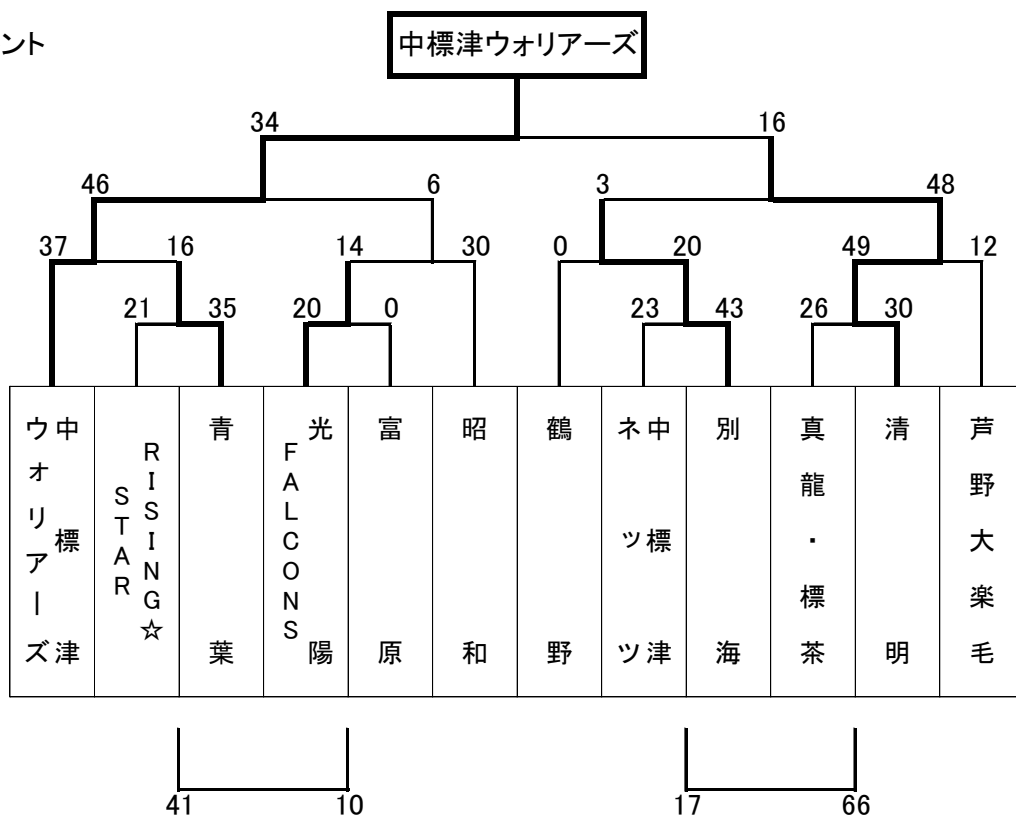 ント
中標津ウォリアーズ
34 16
46 6 3 48
37 16 14 30 0 20 49 12
21 35 20 0 23 43 26 30
中標津ウォリアーズ
RISING☆STAR
青葉
光陽FALCONS
富原
昭和
鶴野
中標津ネッツ
別海
真龍・標茶
清明
芦野大楽毛
41 10 17 66